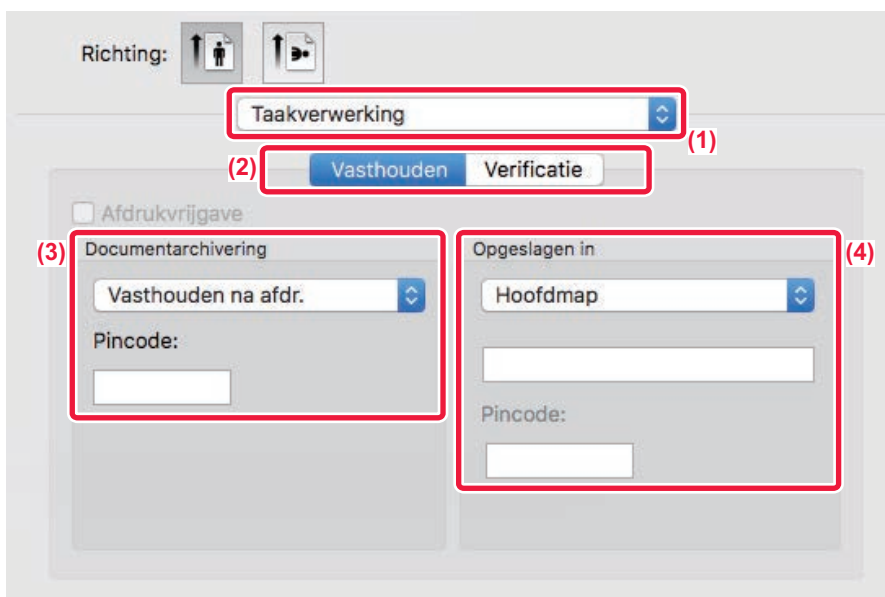 Richting:
Taakverwerking
(1)
(2)
Vasthouden Verificatie
Afdrukvrijgave
(3)
Documentarchivering
Vasthouden na afdr.
Pincode:
Opgeslagen in
(4)
Hoofdmap
Pincode: